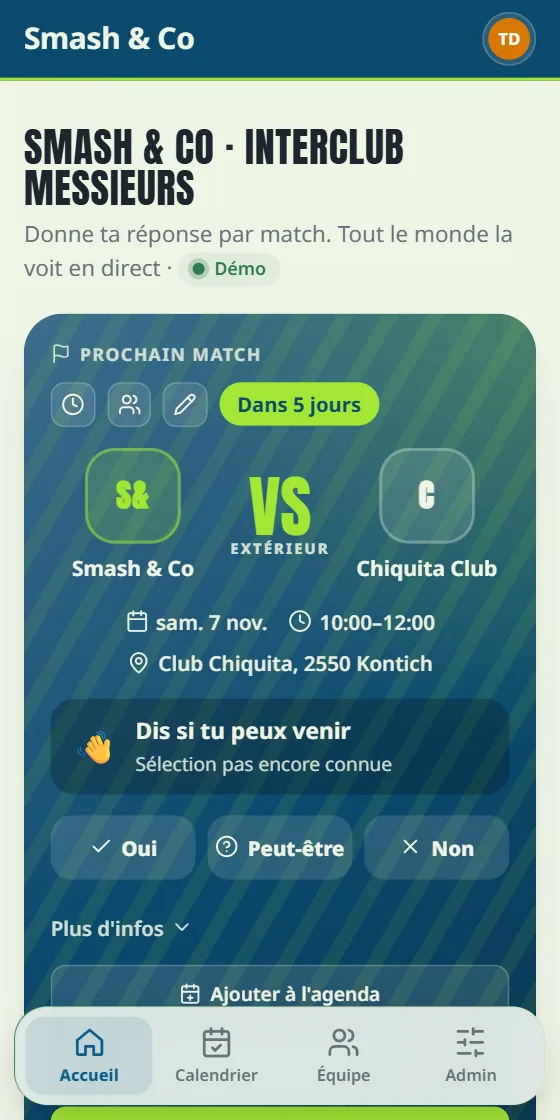 Smash & Co
TD
SMASH & CO · INTERCLUB
MESSIEURS
Donne ta réponse par match. Tout le monde la
voit en direct · Démo
PROCHAIN MATCH
Dans 5 jours
S&
VS
C
EXTÉRIEUR
Smash & Co
Chiquita Club
sam. 7 nov. 10:00–12:00
Club Chiquita, 2550 Kontich
Dis si tu peux venir
Sélection pas encore connue
Oui
Peut-être
Non
Plus d'infos
Ajouter à l'agenda
Accueil
Calendrier
Équipe
Admin